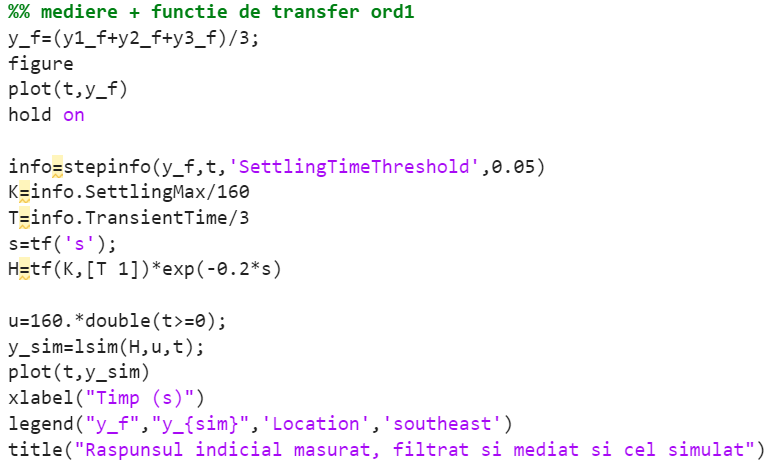 %% mediere + functie de transfer ord1
y_f=(y1_f+y2_f+y3_f)/3;
figure
plot(t,y_f)
hold on
info=stepinfo(y_f,t,'SettlingTimeThreshold',0.05)
K=info.SettlingMax/160
T=info.TransientTime/3
s=tf('s');
H=tf(K,[T 1])*exp(-0.2*s)
u=160.*double(t>=0);
y_sim=lsim(H,u,t);
plot(t,y_sim)
xlabel("Timp (s)")
legend("y_f","y_{sim}",'Location','southeast')
title("Raspunsul indicial masurat, filtrat si mediat si cel simulat")